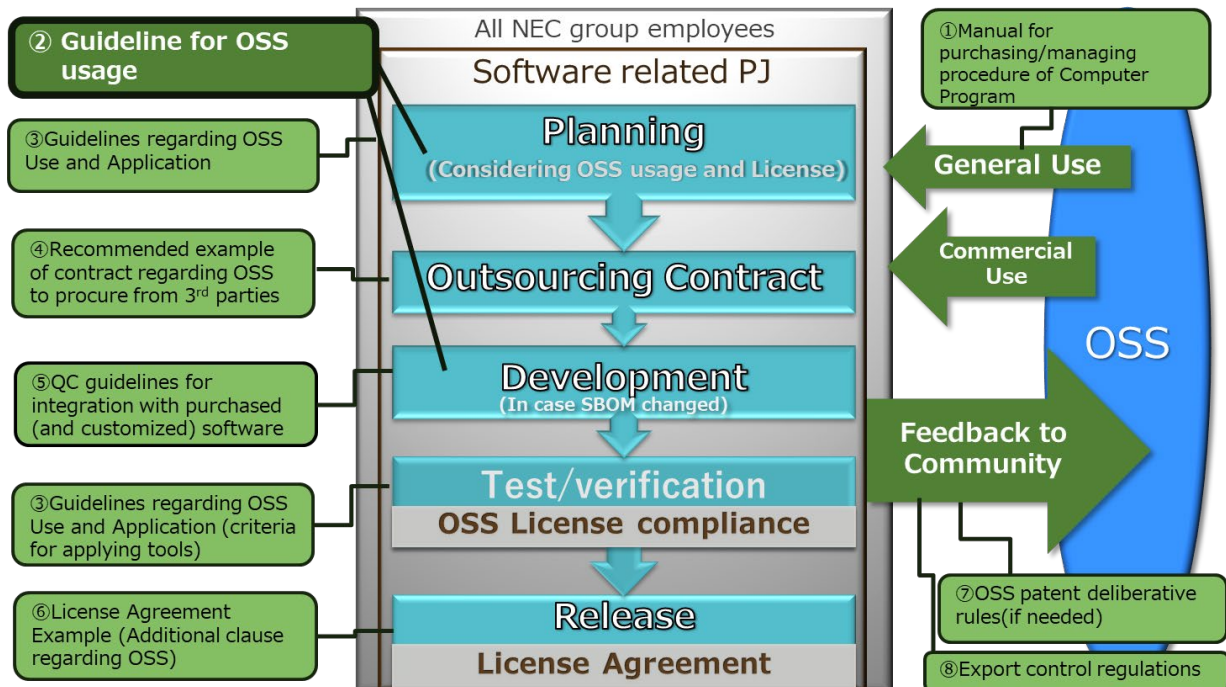 ② Guideline for OSS
usage
③Guidelines regarding OSS
Use and Application
④Recommended example
of contract regarding OSS
to procure from 3rd parties
⑤QC guidelines for
integration with purchased
(and customized) software
③Guidelines regarding OSS
Use and Application (criteria
for applying tools)
⑥License Agreement
Example (Additional clause
regarding OSS)
All NEC group employees
Software related PJ
Planning
(Considering OSS usage and License)
Outsourcing Contract
Development
(In case SBOM changed)
Test/verification
OSS License compliance
Release
License Agreement
①Manual for
purchasing/managing
procedure of Computer
Program
General Use
Commercial
Use
OSS
Feedback to
Community
⑦OSS patent deliberative
rules(if needed)
⑧Export control regulations